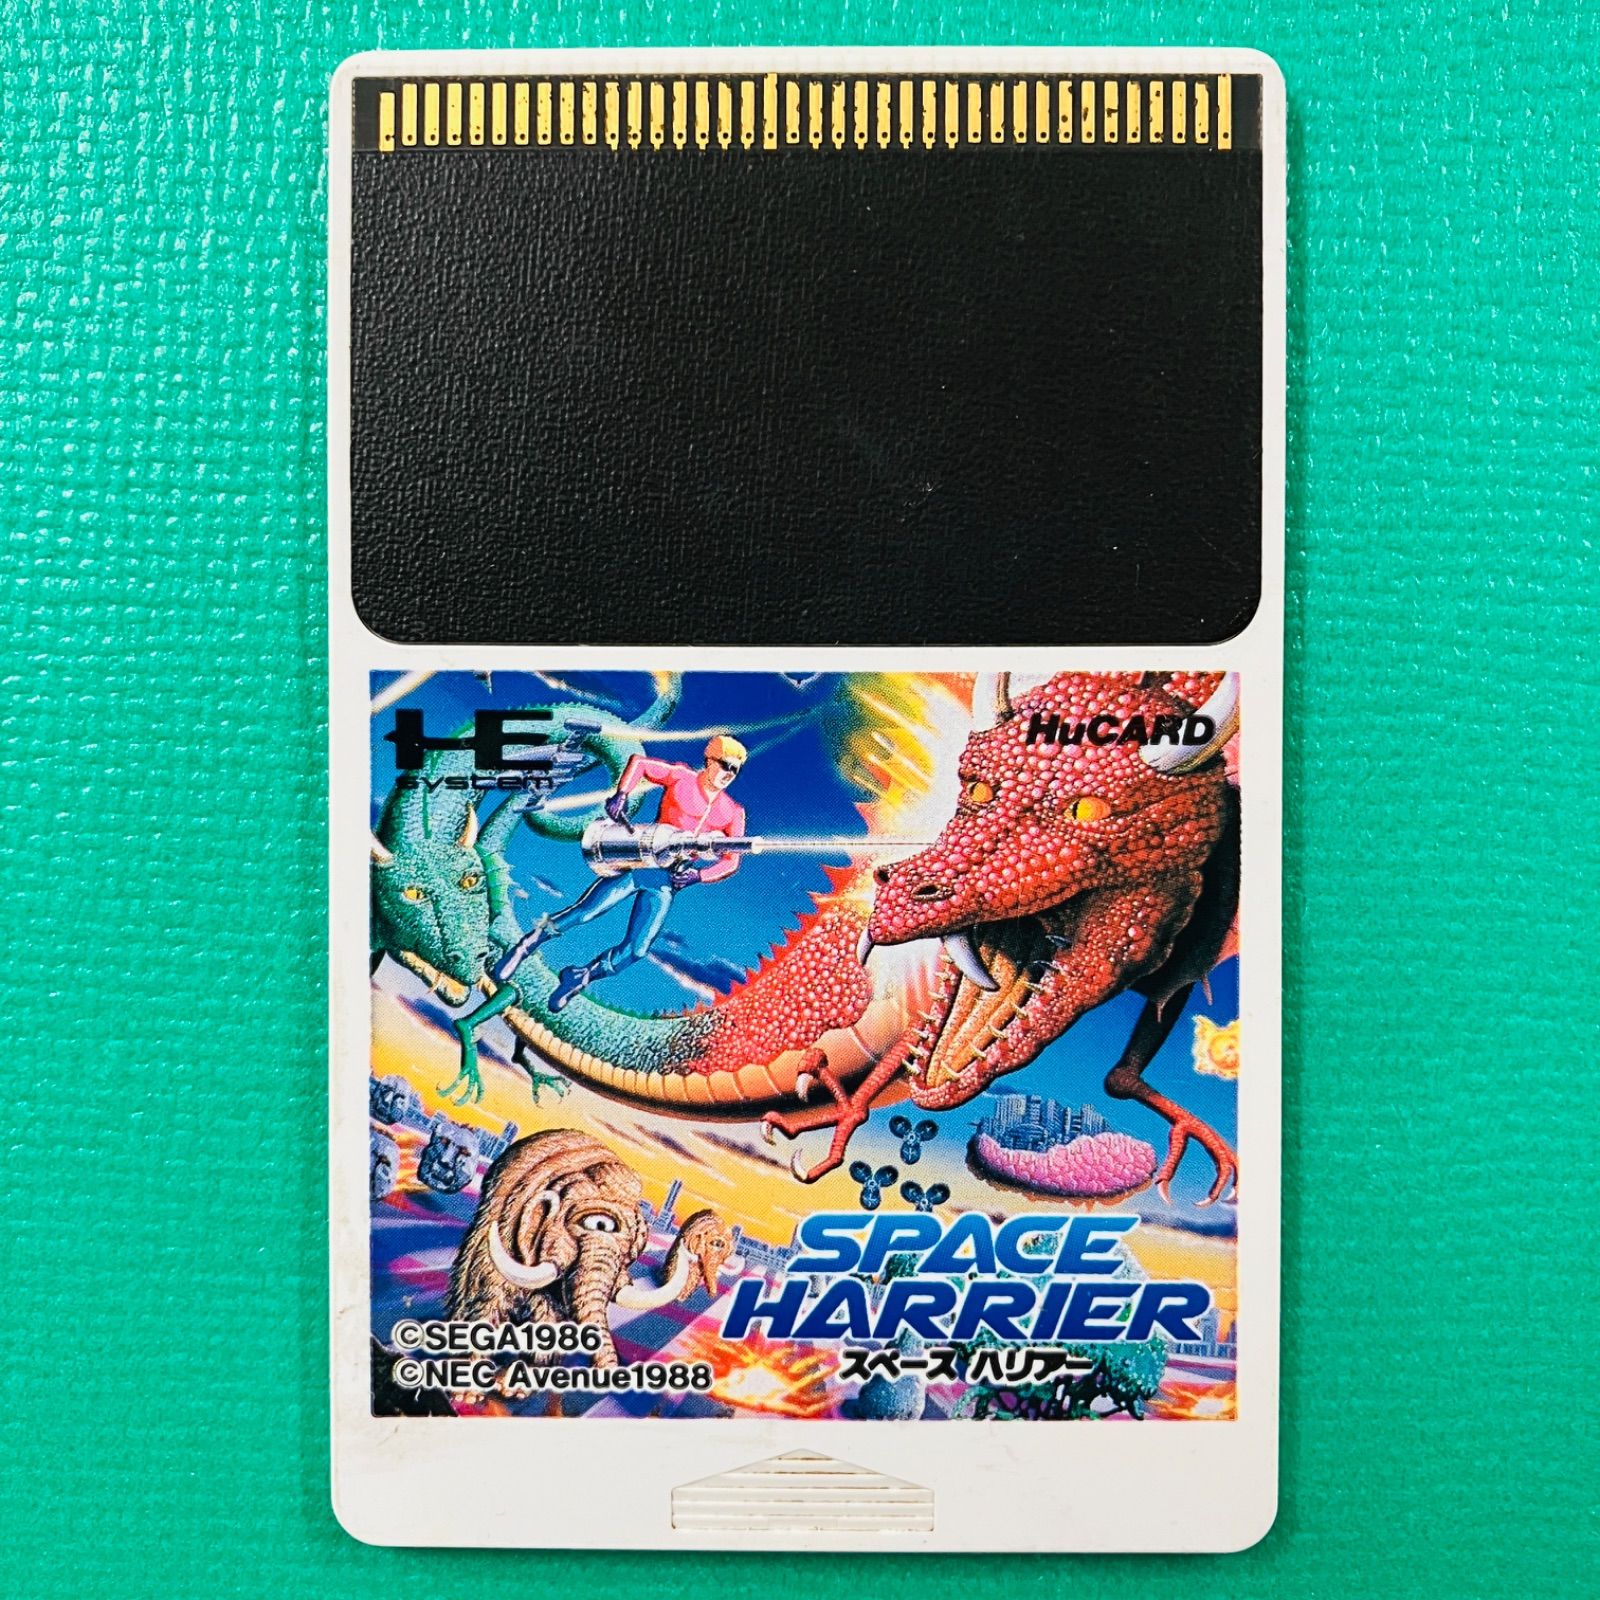 HE
system
HuCARD
SPACE
HARRIER
スペース ハリアー
©SEGA1986
©NEC Avenue1988